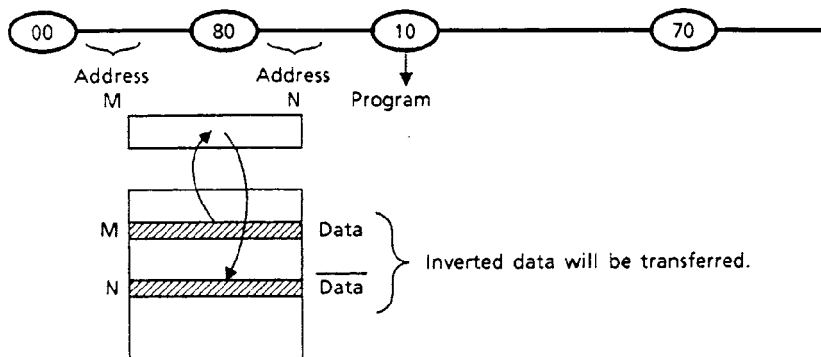 00 80 10 70
Address Address
M N Program
M Data
Inverted data will be transferred.
N Data